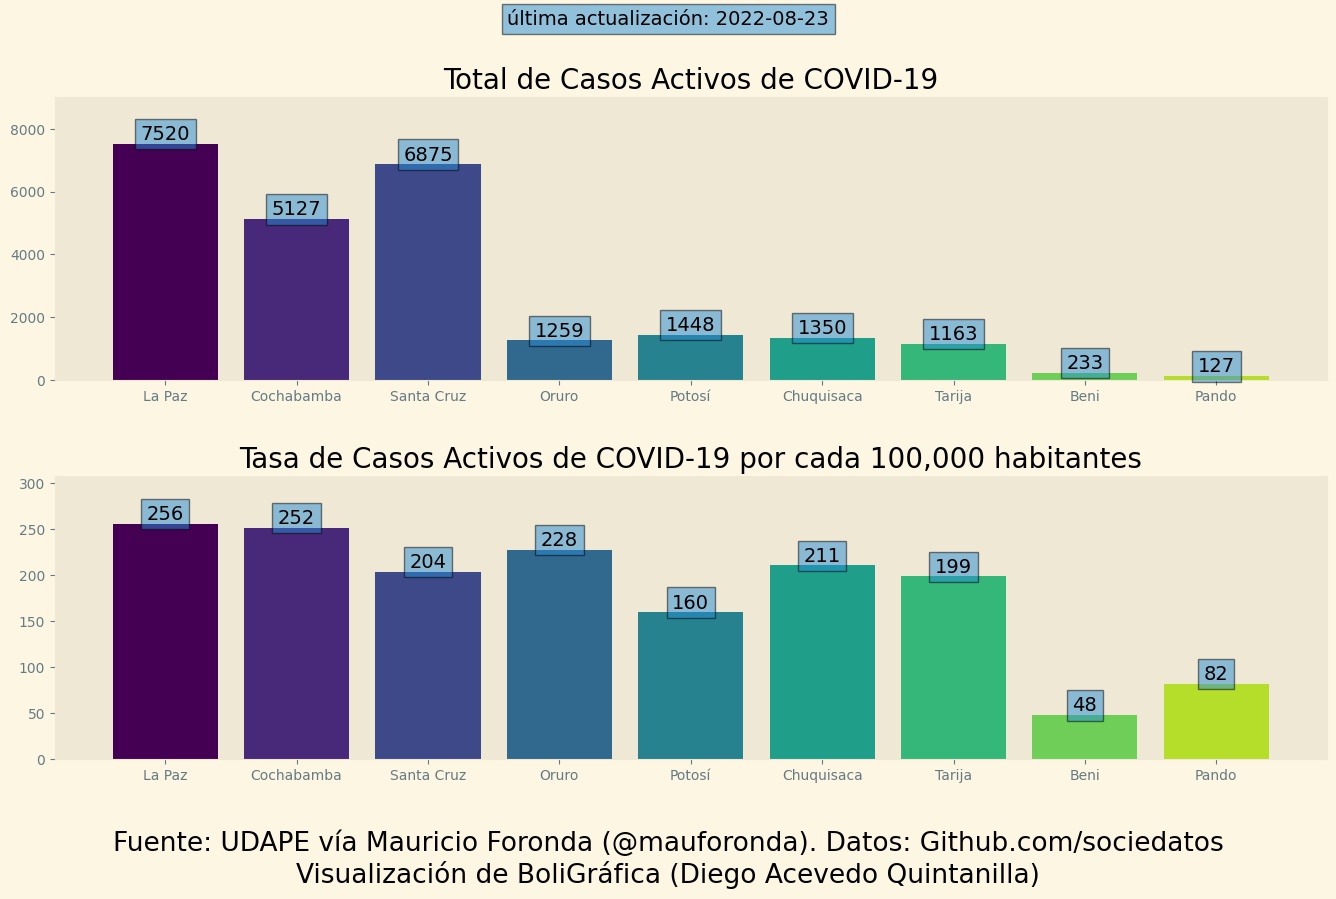 última actualización: 2022-08-23
Total de Casos Activos de COVID-19
8000
6000
4000
2000
0
7520
5127
6875
1259
1448
1350
1163
233
127
La Paz
Cochabamba
Santa Cruz
Oruro
Potosí
Chuquisaca
Tarija
Beni
Pando
Tasa de Casos Activos de COVID-19 por cada 100,000 habitantes
300
250
200
150
100
50
0
256
252
204
228
160
211
199
48
82
La Paz
Cochabamba
Santa Cruz
Oruro
Potosí
Chuquisaca
Tarija
Beni
Pando
Fuente: UDAPE vía Mauricio Foronda (@mauforonda). Datos: Github.com/sociedatos
Visualización de BoliGráfica (Diego Acevedo Quintanilla)